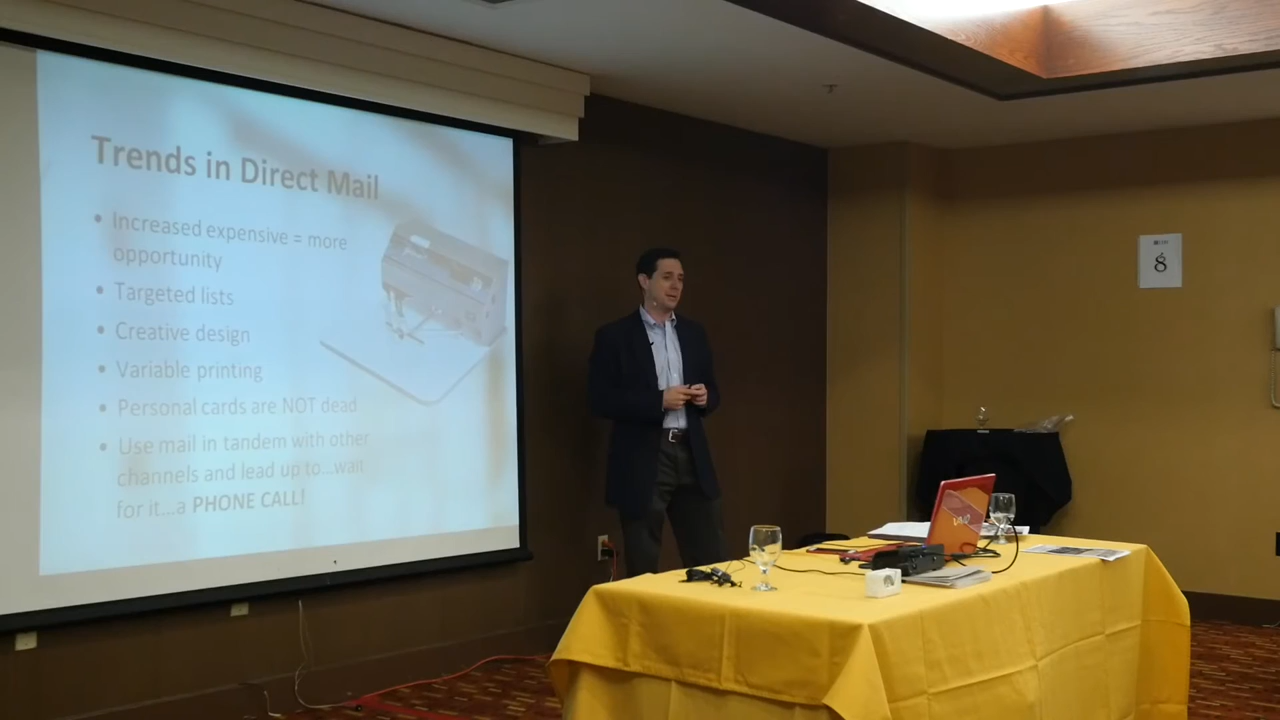 Trends in Direct Mail
• Increased expensive = more
opportunity
• Targeted lists
• Creative design
• Variable printing
• Personal cards are NOT dead
• Use mail in tandem with other
channels and lead up to...wait
for it...a PHONE CALL!
VAIO